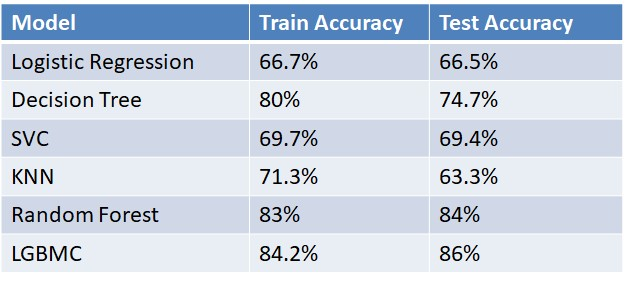 Model Train Accuracy Test Accuracy
Logistic Regression 66.7% 66.5%
Decision Tree 80% 74.7%
SVC 69.7% 69.4%
KNN 71.3% 63.3%
Random Forest 83% 84%
LGBMC 84.2% 86%